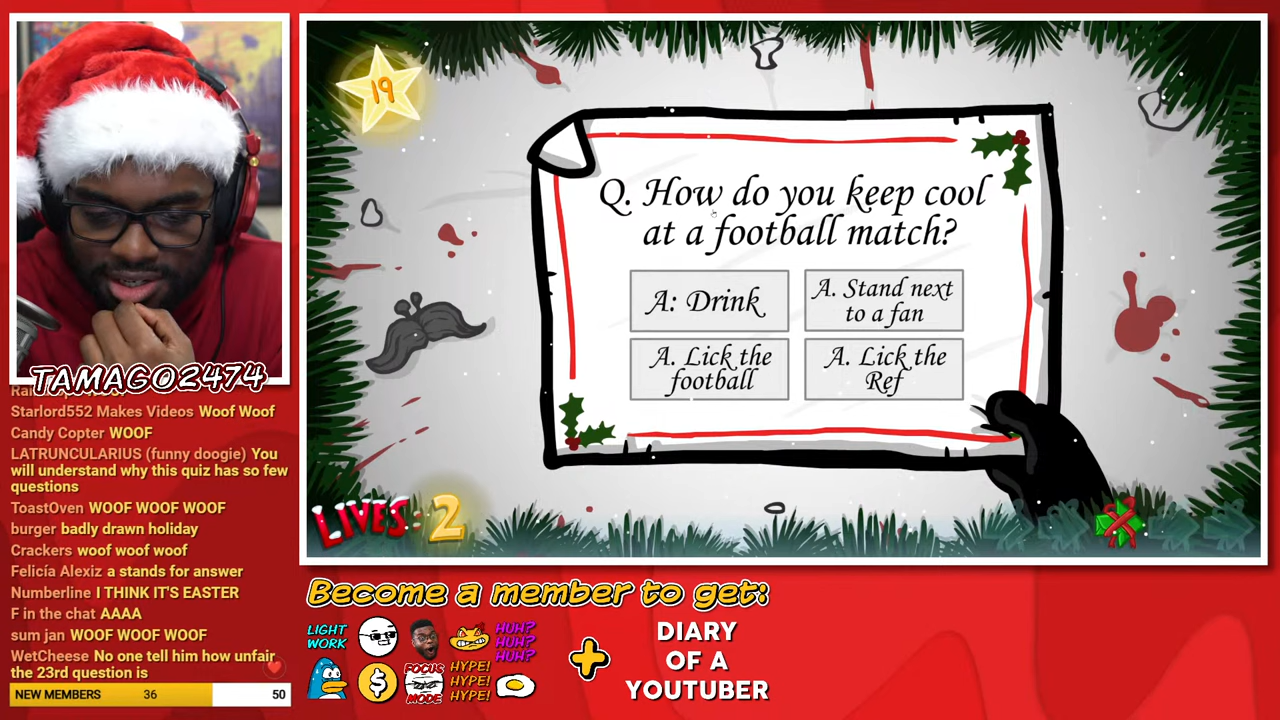 19
Q. How do you keep cool
at a football match?
A: Drink
A. Stand next
to a fan
A. Lick the
football
A. Lick the
Ref
LIVES: 2
TAMAGO2474
Starlord552 Makes Videos Woof Woof
Candy Copter WOOF
LATRUNCULARIUS (funny doogie) You
will understand why this quiz has so few
questions
ToastOven WOOF WOOF WOOF
burger badly drawn holiday
Crackers woof woof woof
Felicía Alexiz a stands for answer
Numberline I THINK IT'S EASTER
F in the chat AAAA
sum jan WOOF WOOF WOOF
WetCheese No one tell him how unfair
the 23rd question is
NEW MEMBERS 36 50
Become a member to get:
LIGHT
WORK
FOCUS
MODE
HYPE!
HYPE!
HYPE!
HUH?
HUH?
HUH?
$
+
DIARY
OF A
YOUTUBER